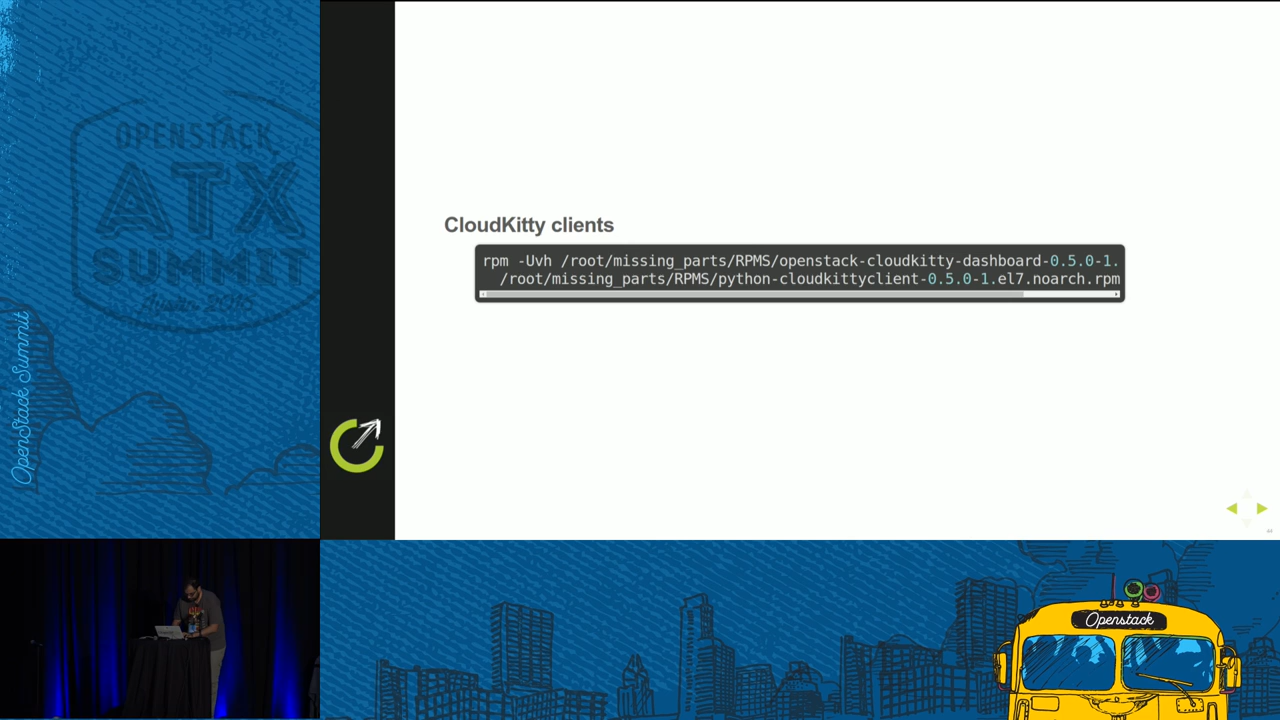 OPENSTACK
ATX
SUMMIT
Austin
OpenStack Summit
CloudKitty clients
rpm -Uvh /root/missing_parts/RPMS/openstack-cloudkitty-dashboard-0.5.0-1.
/root/missing_parts/RPMS/python-cloudkittyclient-0.5.0-1.el7.noarch.rpm
Openstack